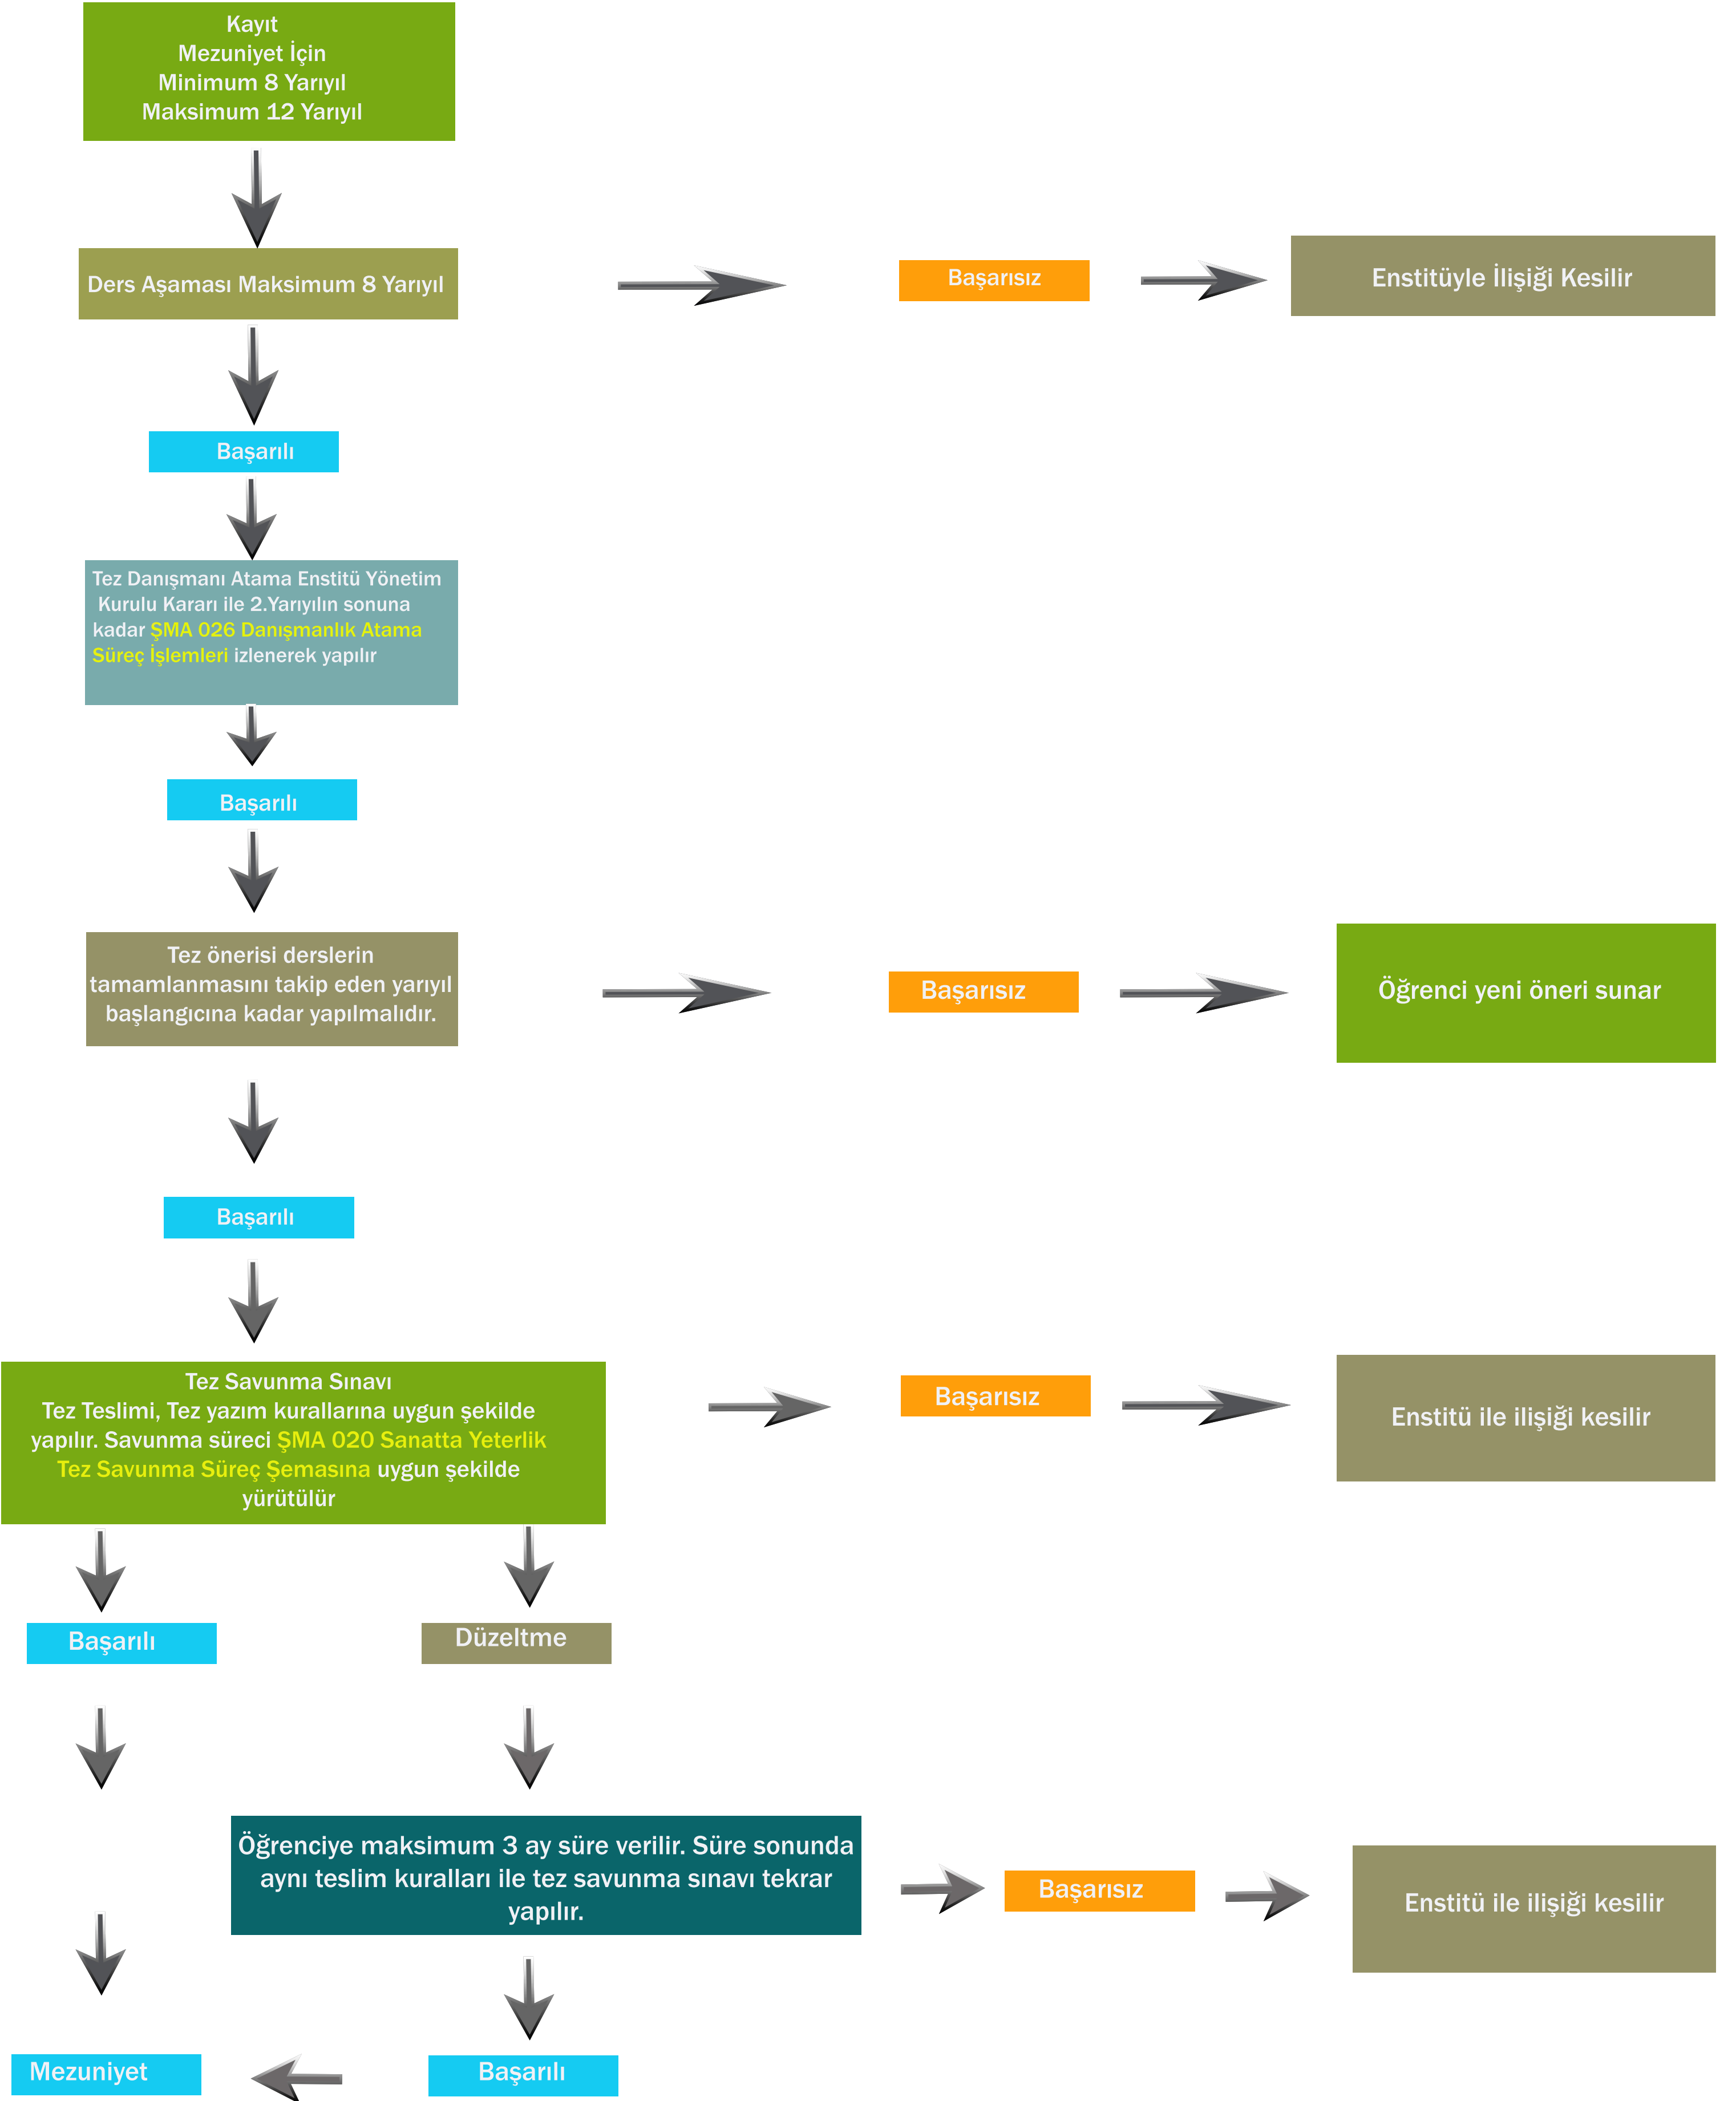 Kayıt
Mezuniyet İçin
Minimum 8 Yarıyıl
Maksimum 12 Yarıyıl
Ders Aşaması Maksimum 8 Yarıyıl
Başarısız
Enstitüyle İlişiği Kesilir
Başarılı
Tez Danışmanı Atama Enstitü Yönetim
Kurulu Kararı ile 2.Yarıyılın sonuna
kadar ŞMA 026 Danışmanlık Atama
Süreç İşlemleri izlenerek yapılır
Başarılı
Tez önerisi derslerin
tamamlanmasını takip eden yarıyıl
başlangıcına kadar yapılmalıdır.
Başarısız
Öğrenci yeni öneri sunar
Başarılı
Tez Savunma Sınavı
Tez Teslimi, Tez yazım kurallarına uygun şekilde
yapılır. Savunma süreci ŞMA 020 Sanatta Yeterlik
Tez Savunma Süreç Şemasına uygun şekilde
yürütülür
Başarısız
Enstitü ile ilişiği kesilir
Başarılı
Düzeltme
Öğrenciye maksimum 3 ay süre verilir. Süre sonunda
aynı teslim kuralları ile tez savunma sınavı tekrar
yapılır.
Başarısız
Enstitü ile ilişiği kesilir
Mezuniyet
Başarılı